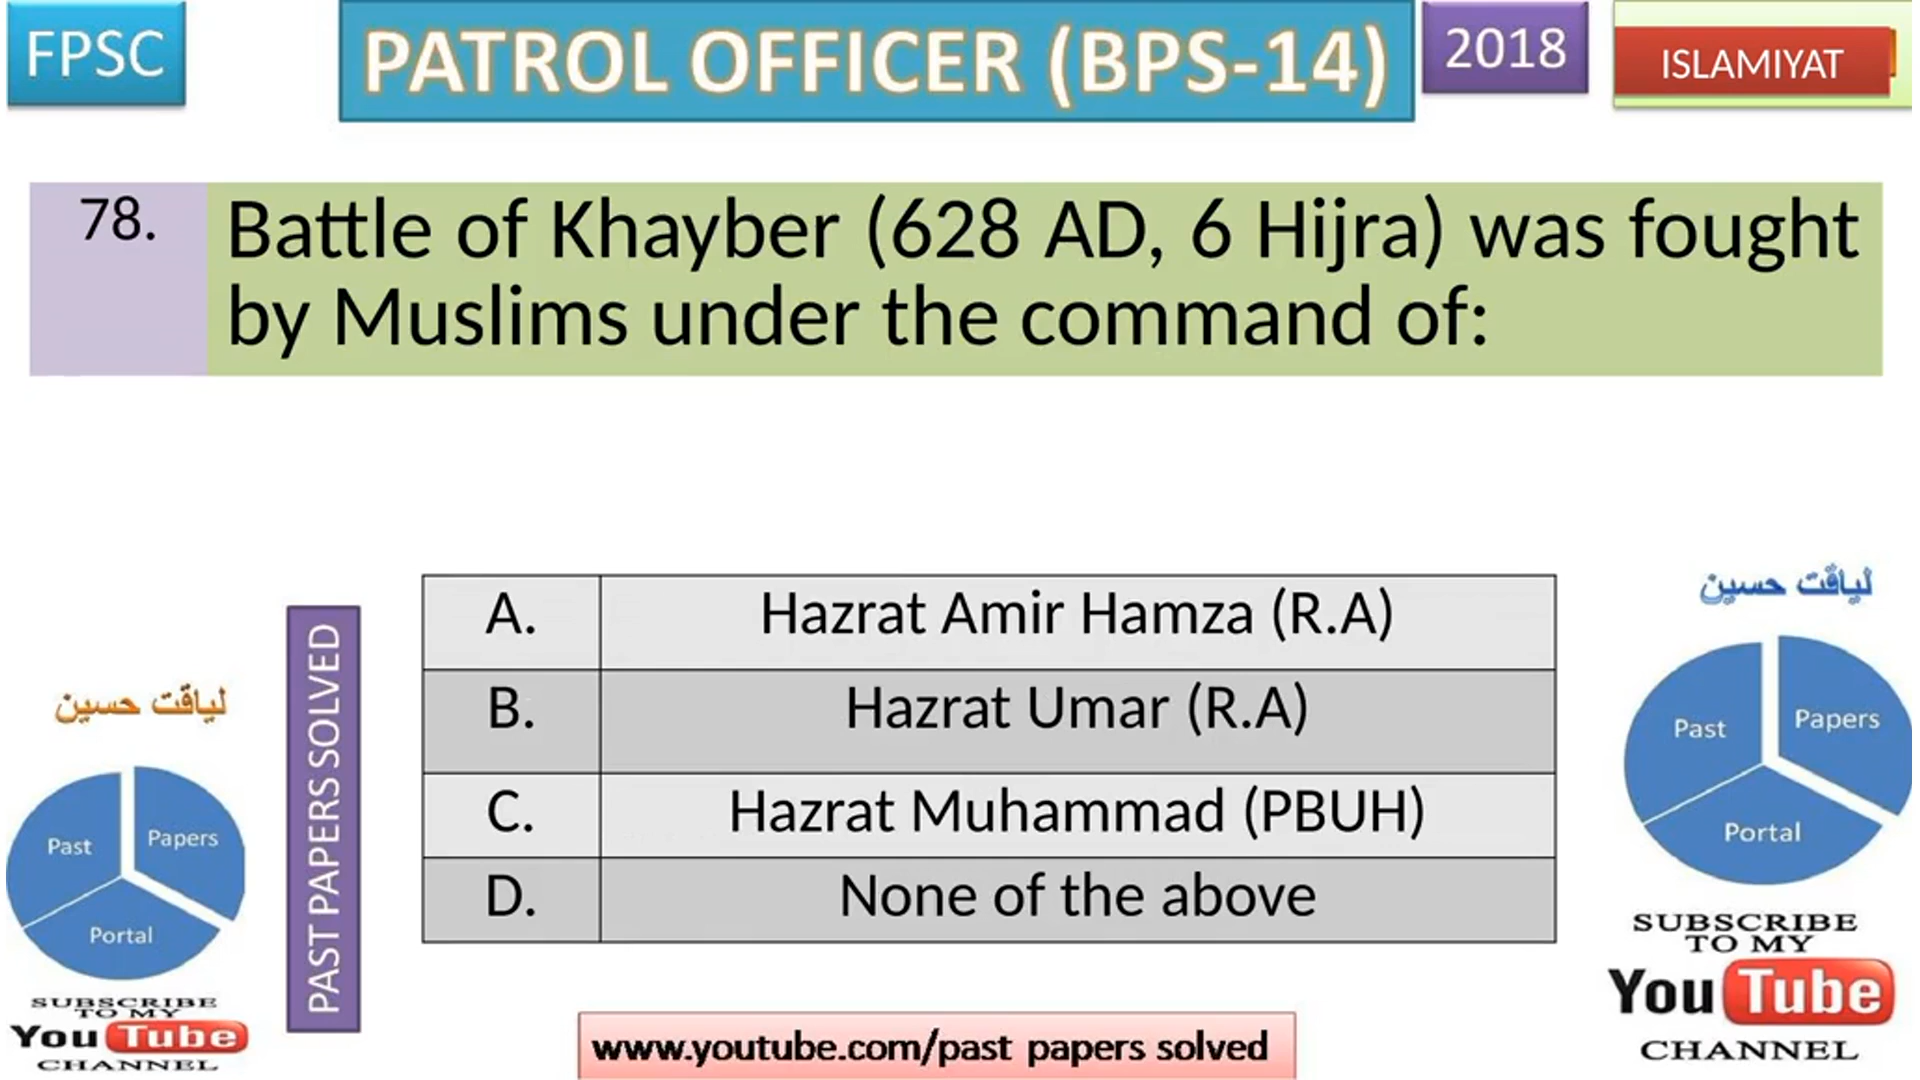 FPSC
PATROL OFFICER (BPS-14)
2018
ISLAMIYAT
78.
Battle of Khayber (628 AD, 6 Hijra) was fought
by Muslims under the command of:
A. Hazrat Amir Hamza (R.A)
B. Hazrat Umar (R.A)
C. Hazrat Muhammad (PBUH)
D. None of the above
PAST PAPERS SOLVED
لیاقت حسین
Past
Papers
Portal
SUBSCRIBE
TO MY
YouTube
CHANNEL
لیاقت حسین
Past
Papers
Portal
SUBSCRIBE
TO MY
YouTube
CHANNEL
www.youtube.com/past papers solved